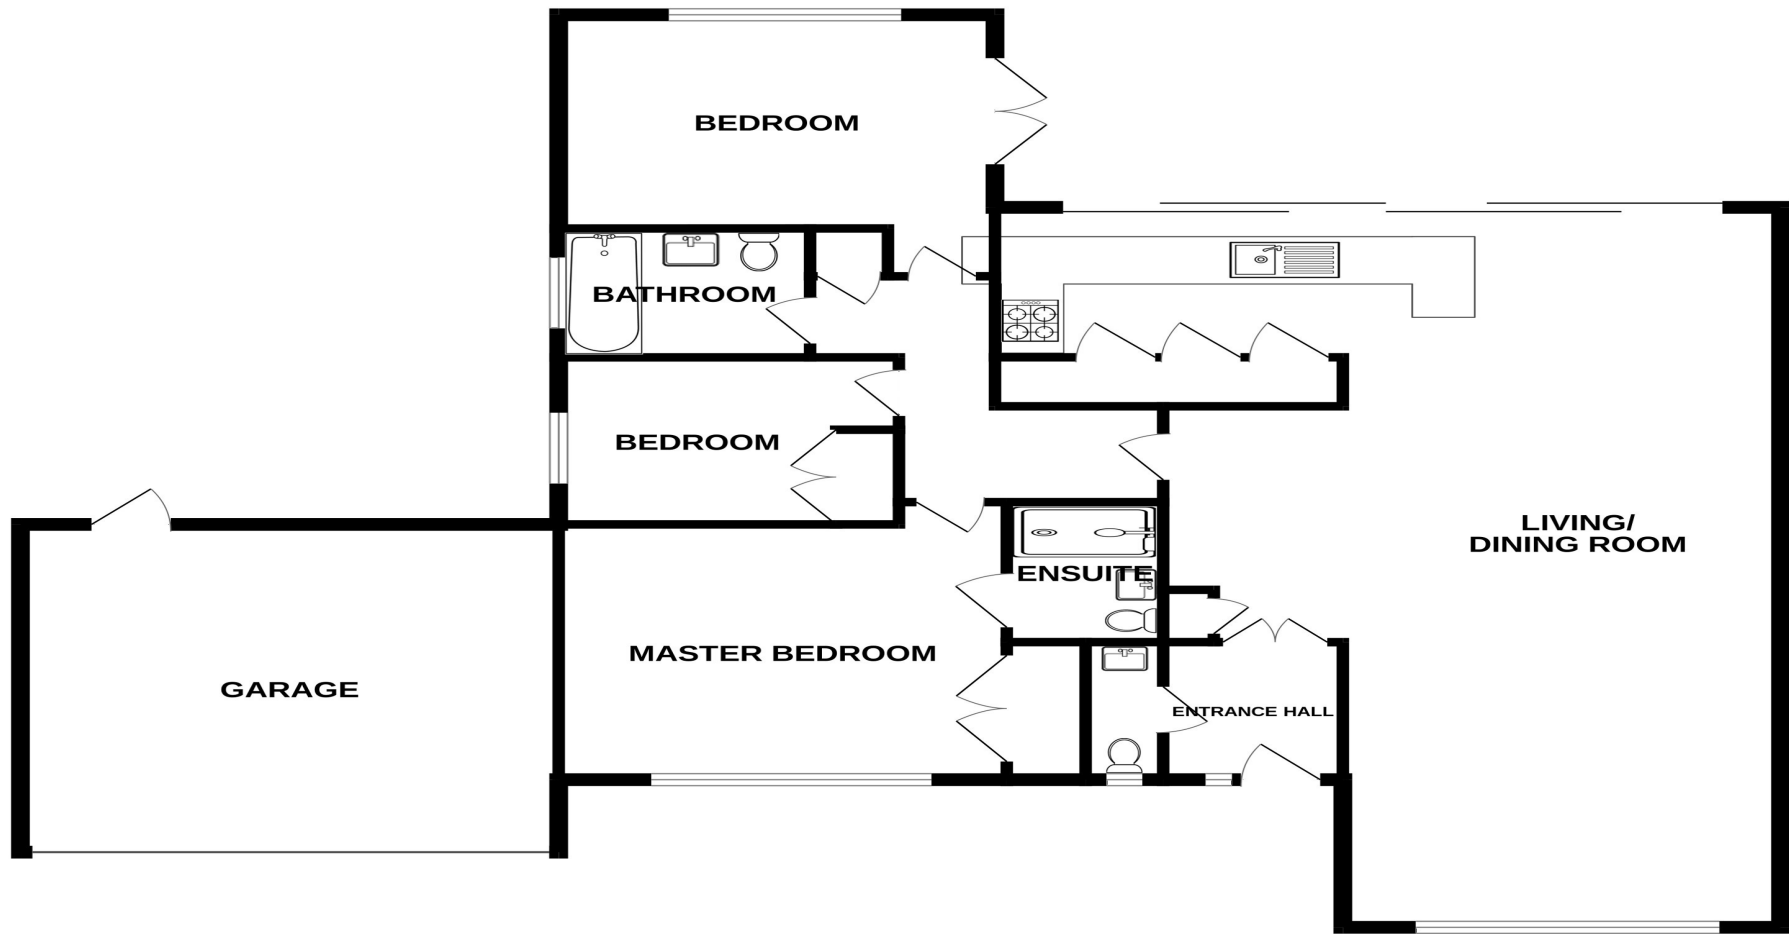 BEDROOM
BATHROOM
BEDROOM
LIVING/
DINING ROOM
ENSUITE
MASTER BEDROOM
GARAGE
ENTRANCE HALL